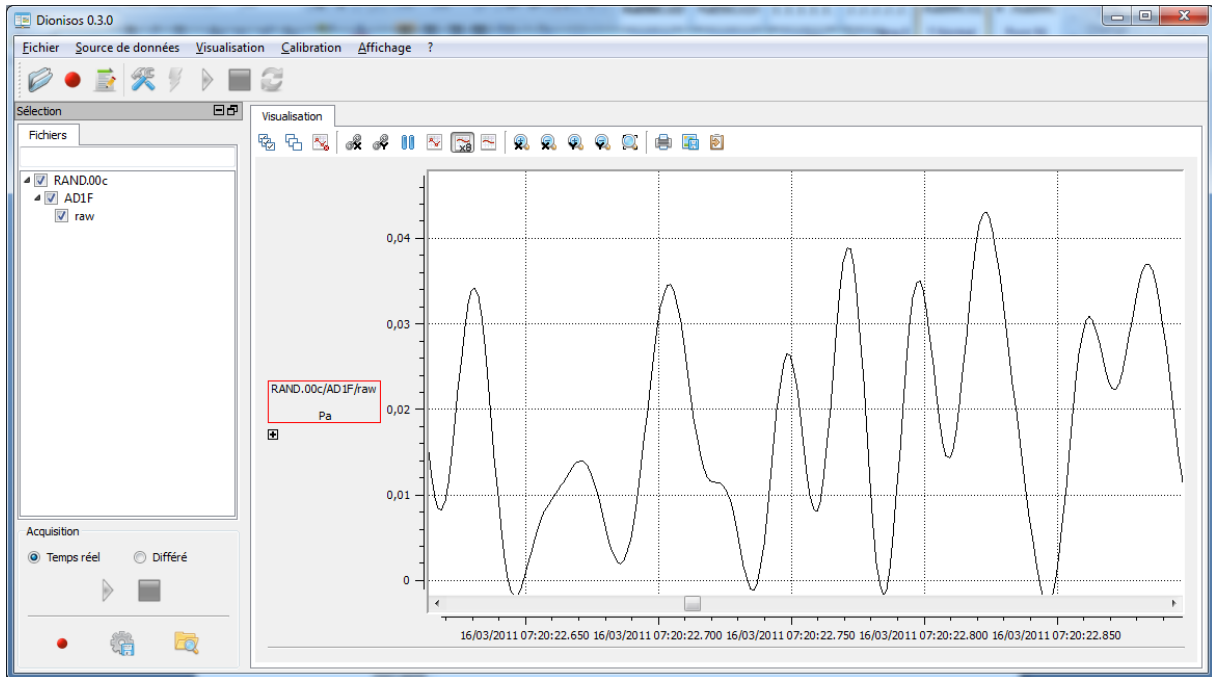 Dionisos 0.3.0
Fichier Source de données Visualisation Calibration Affichage ?
Sélection
Fichiers
RAND.00c
AD1F
raw
Acquisition
Temps réel Différé
Visualisation
x8
0,04
0,03
RAND.00c/AD1F/raw
Pa
0,02
0,01
0
16/03/2011 07:20:22.650 16/03/2011 07:20:22.700 16/03/2011 07:20:22.750 16/03/2011 07:20:22.800 16/03/2011 07:20:22.850